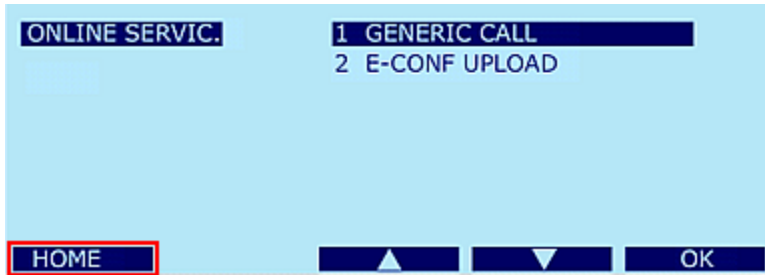 ONLINE SERVIC.
1 GENERIC CALL
2 E-CONF UPLOAD
HOME ▲ ▼ OK